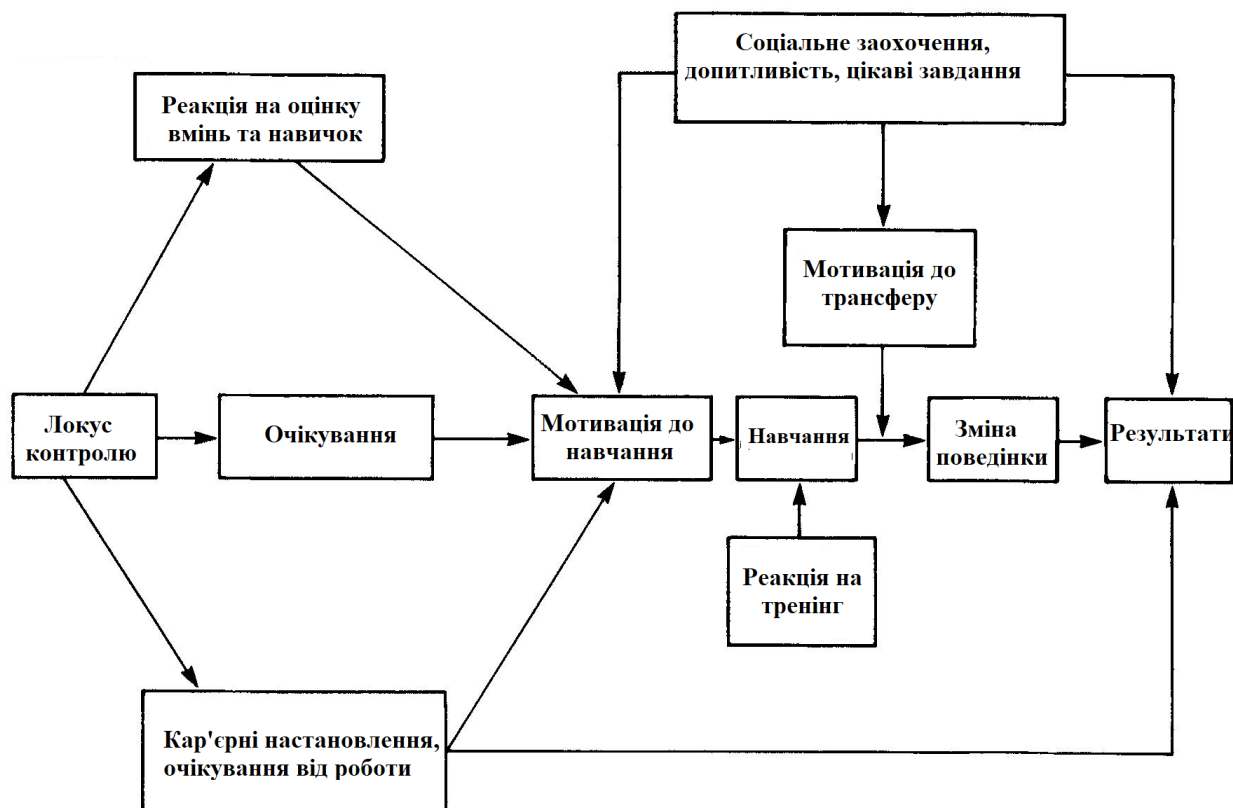 Соціальне заохочення,
допитливість, цікаві завдання
Реакція на оцінку
вмінь та навичок
Мотивація до
трансферу
Локус
контролю
Очікування
Мотивація до
навчання
Навчання
Зміна
поведінки
Результати
Реакція на
тренінг
Кар'єрні настановлення,
очікування від роботи